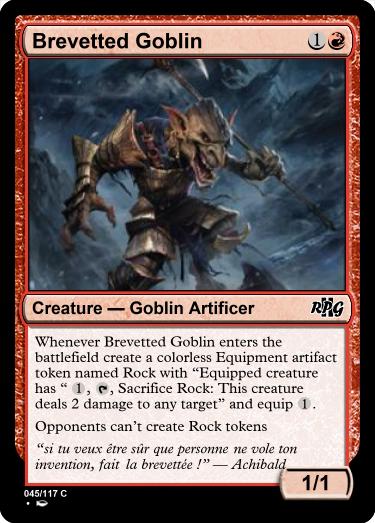 Brevetted Goblin 1
Creature — Goblin Artificer RPG
Whenever Brevetted Goblin enters the
battlefield create a colorless Equipment artifact
token named Rock with “Equipped creature
has “ 1, , Sacrifice Rock: This creature
deals 2 damage to any target” and equip 1.
Opponents can’t create Rock tokens
“si tu veux être sûr que personne ne vole ton
invention, fait la brevettée !” — Achibald
1/1
045/117 C